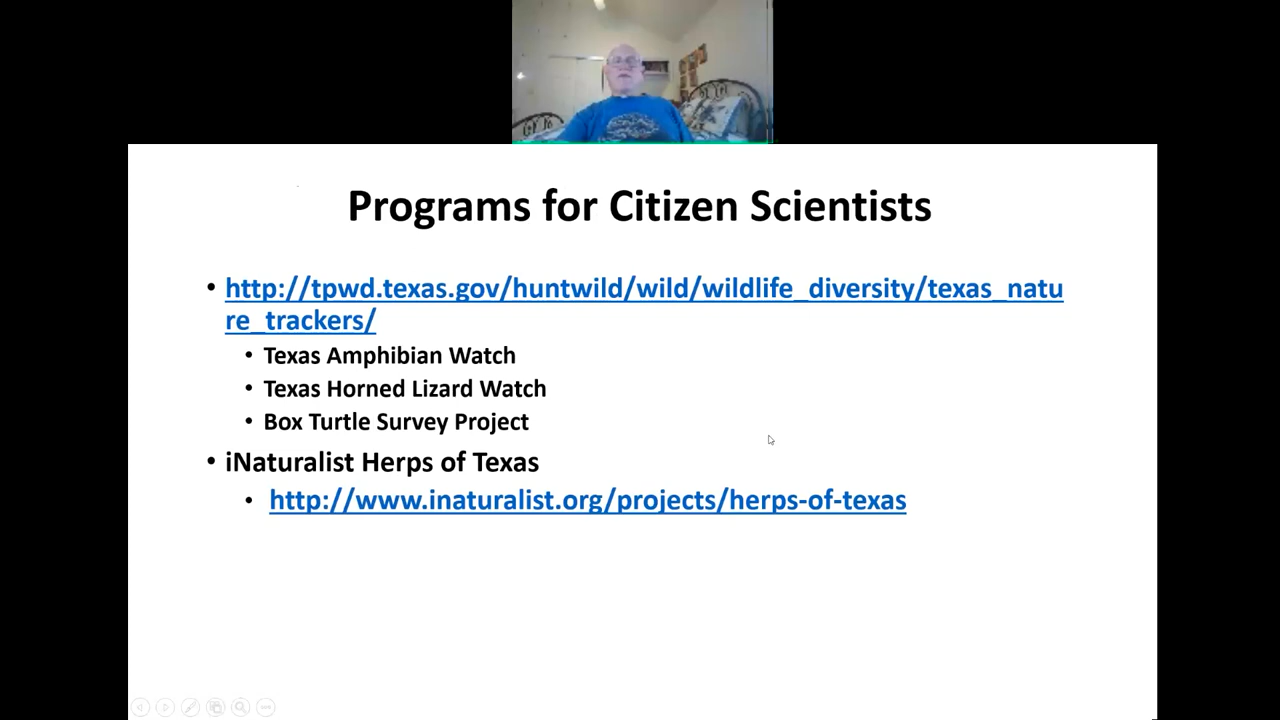 Programs for Citizen Scientists
• http://tpwd.texas.gov/huntwild/wild/wildlife_diversity/texas_natu
re_trackers/
• Texas Amphibian Watch
• Texas Horned Lizard Watch
• Box Turtle Survey Project
• iNaturalist Herps of Texas
• http://www.inaturalist.org/projects/herps-of-texas